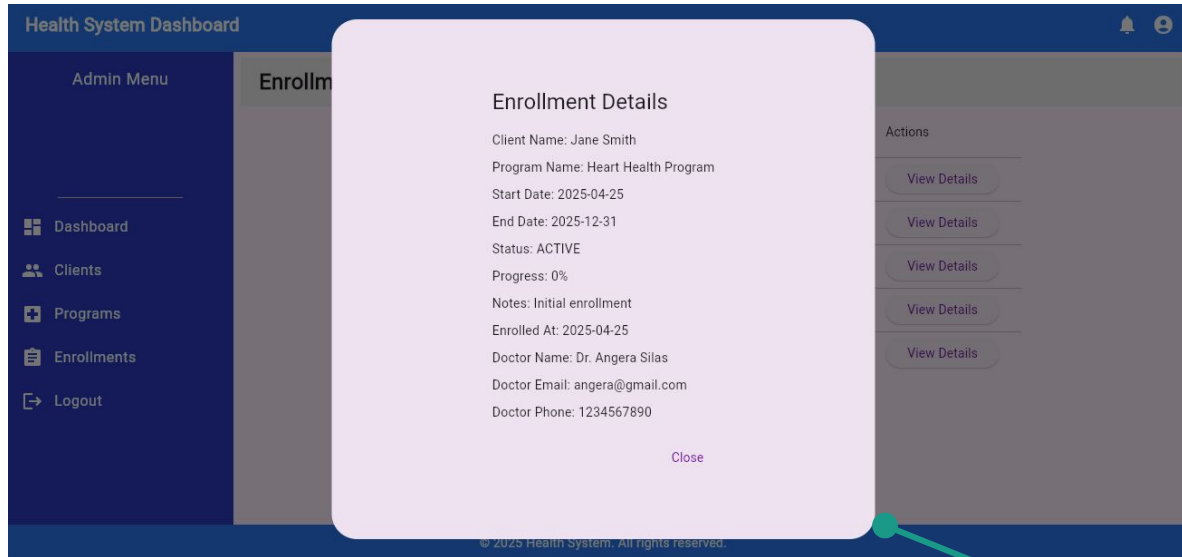 Health System Dashboard
Admin Menu
Enrollm
Enrollment Details
Client Name: Jane Smith
Program Name: Heart Health Program
Start Date: 2025-04-25
End Date: 2025-12-31
Status: ACTIVE
Progress: 0%
Notes: Initial enrollment
Enrolled At: 2025-04-25
Doctor Name: Dr. Angera Silas
Doctor Email: angera@gmail.com
Doctor Phone: 1234567890
Close
Actions
View Details
View Details
View Details
View Details
View Details
Dashboard
Clients
Programs
Enrollments
Logout
© 2025 Health System. All rights reserved.